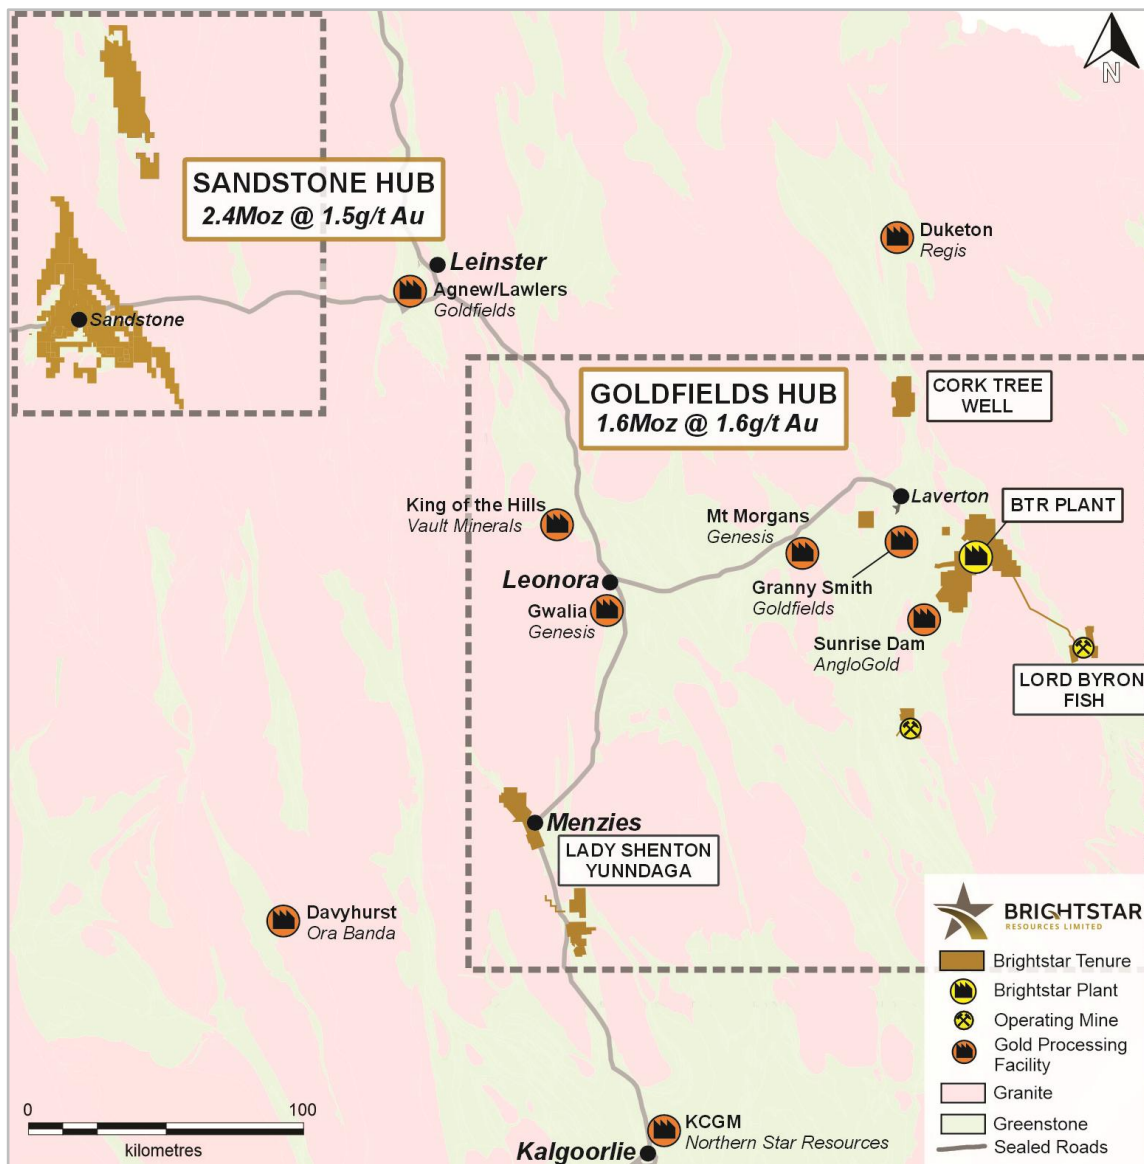 N
SANDSTONE HUB
2.4Moz @ 1.5g/t Au
Duketon
Regis
Leinster
Agnew/Lawlers
Goldfields
Sandstone
GOLDFIELDS HUB
1.6Moz @ 1.6g/t Au
CORK TREE
WELL
King of the Hills
Vault Minerals
Laverton
BTR PLANT
Mt Morgans
Genesis
Leonora
Granny Smith
Goldfields
Gwalia
Genesis
Sunrise Dam
AngloGold
LORD BYRON
FISH
Menzies
LADY SHENTON
YUNNDAGA
Davyhurst
Ora Banda
BRIGHTSTAR
RESOURCES LIMITED
Brightstar Tenure
Brightstar Plant
Operating Mine
Gold Processing
Facility
Granite
Greenstone
Sealed Roads
0
100
kilometres
KCGM
Northern Star Resources
Kalgoorlie